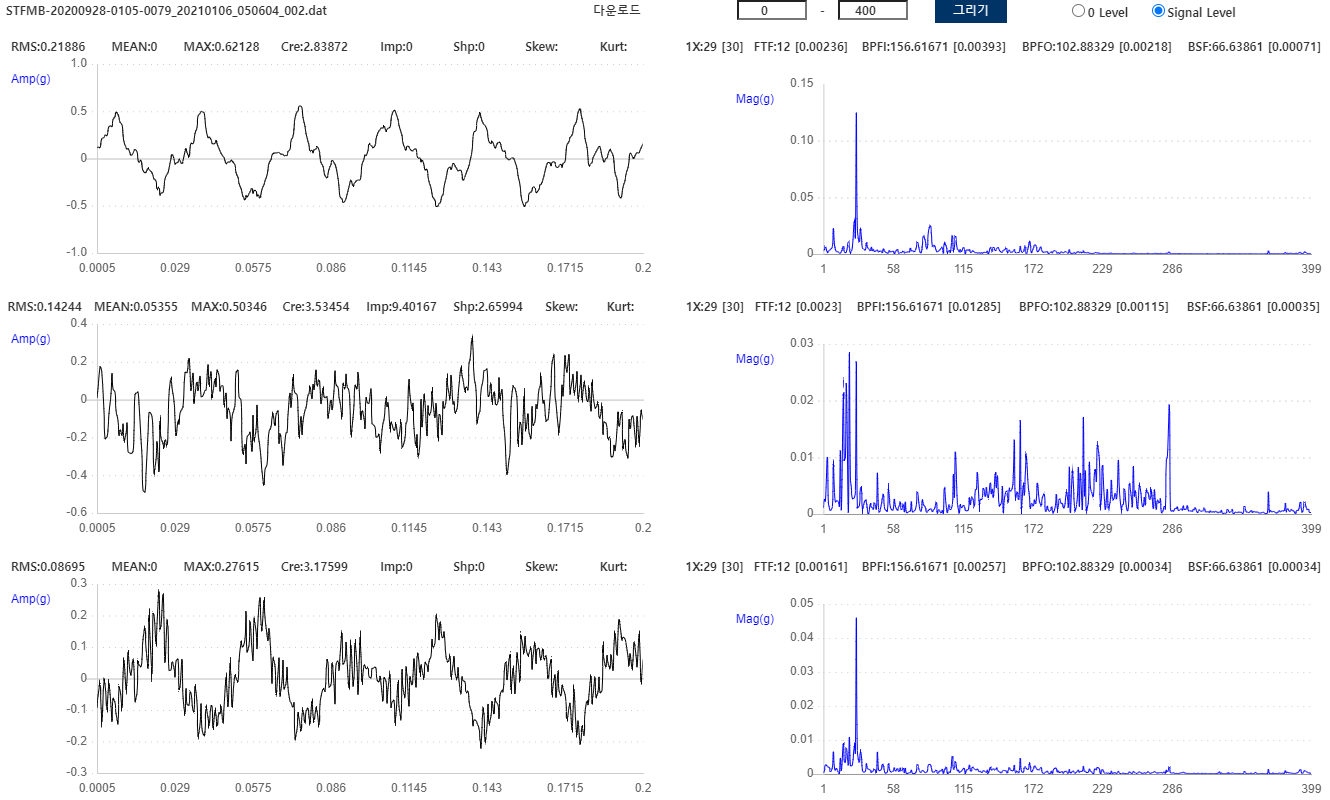 STFMB-20200928-0105-0079_20210106_050604_002.dat 다운로드 0 - 400 그리기 0 Level Signal Level
RMS:0.21886 MEAN:0 MAX:0.62128 Cre:2.83872 Imp:0 Shp:0 Skew: Kurt:
Amp(g)
1.0
0.5
0
-0.5
-1.0
0.0005 0.029 0.0575 0.086 0.1145 0.143 0.1715 0.2
1X:29 [30] FTF:12 [0.00236] BPFI:156.61671 [0.00393] BPFO:102.88329 [0.00218] BSF:66.63861 [0.00071]
Mag(g)
0.15
0.10
0.05
0
1 58 115 172 229 286 399
RMS:0.14244 MEAN:0.05355 MAX:0.50346 Cre:3.53454 Imp:9.40167 Shp:2.65994 Skew: Kurt:
Amp(g)
0.4
0.2
0
-0.2
-0.4
-0.6
0.0005 0.029 0.0575 0.086 0.1145 0.143 0.1715 0.2
1X:29 [30] FTF:12 [0.0023] BPFI:156.61671 [0.01285] BPFO:102.88329 [0.00115] BSF:66.63861 [0.00035]
Mag(g)
0.03
0.02
0.01
0
1 58 115 172 229 286 399
RMS:0.08695 MEAN:0 MAX:0.27615 Cre:3.17599 Imp:0 Shp:0 Skew: Kurt:
Amp(g)
0.3
0.2
0.1
0
-0.1
-0.2
-0.3
0.0005 0.029 0.0575 0.086 0.1145 0.143 0.1715 0.2
1X:29 [30] FTF:12 [0.00161] BPFI:156.61671 [0.00257] BPFO:102.88329 [0.00034] BSF:66.63861 [0.00034]
Mag(g)
0.05
0.04
0.03
0.02
0.01
0
1 58 115 172 229 286 399